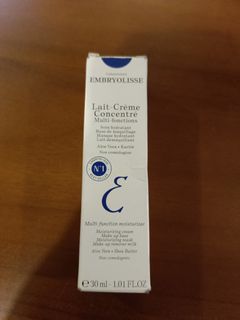 EMBRYOLISSE
Lait-Crème
Concentré
Multi-fonctions
Soin hydratant
Base de maquillage
Masque hydratant
Lait démaquillant
Aloe Vera • Karité
Non comédogène
N°1
E
Multi-function moisturizer
Moisturizing cream
Make-up base
Moisturizing mask
Make-up remover milk
Aloe Vera • Shea Butter
Non comedogenic
℮ 30 ml - 1.01 FL.OZ